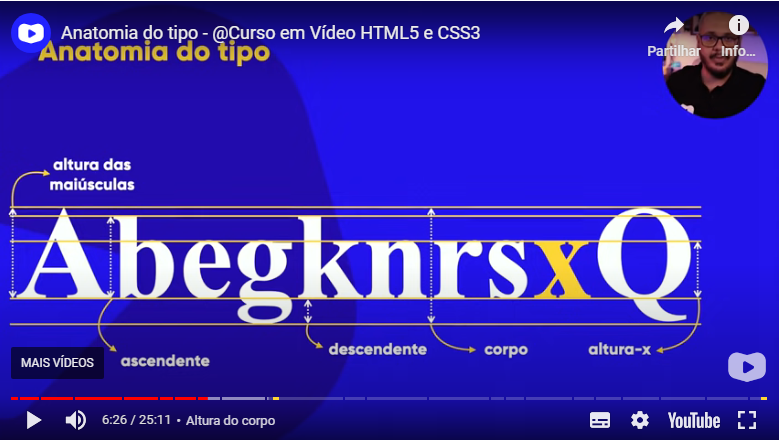 Anatomia do tipo - @Curso em Vídeo HTML5 e CSS3
Anatomia do tipo
Partilhar
Info...
altura das
maiúsculas
AbegknrsxQ
ascendente
descendente
corpo
altura-x
MAIS VÍDEOS
6:26 / 25:11 • Altura do corpo
YouTube